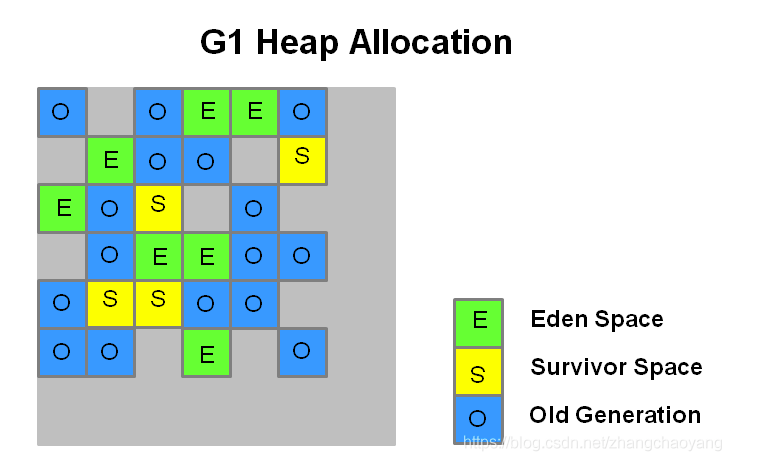 G1 Heap Allocation
O O E E O
E O O S
E O S O
O E E O O
O S S O O
O O E O
E Eden Space
S Survivor Space
O Old Generation
https://blog.csdn.net/zhangchaoyang